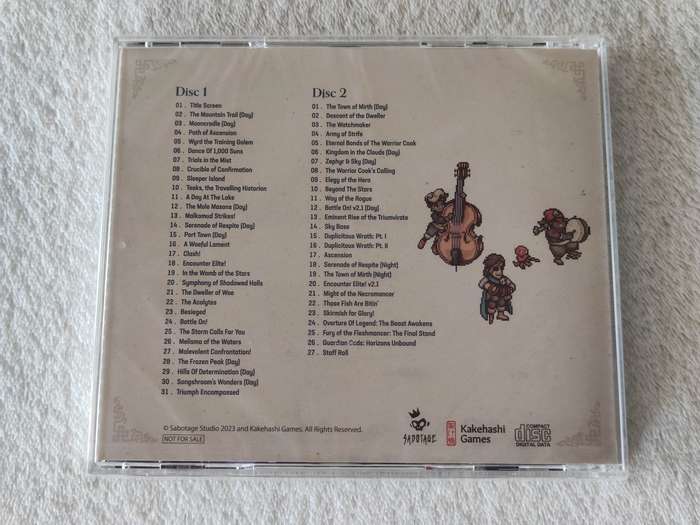 Disc 1
01 . Title Screen
02 . The Mountain Trail (Day)
03 . Mooncradle (Day)
04 . Path of Ascension
05 . Wyrd the Training Golem
06 . Dance Of 1,000 Suns
07 . Trials in the Mist
08 . Crucible of Confirmation
09 . Sleeper Island
10 . Teaks, the Travelling Historian
11 . A Day At The Lake
12 . The Mole Masons (Day)
13 . Malkomud Strikes!
14 . Serenade of Respite (Day)
15 . Port Town (Day)
16 . A Woeful Lament
17 . Clash!
18 . Encounter Elite!
19 . In the Womb of the Stars
20 . Symphony of Shadowed Halls
21 . The Dweller of Woe
22 . The Acolytes
23 . Besieged
24 . Battle On!
25 . The Storm Calls For You
26 . Melisma of the Waters
27 . Malevolent Confrontation!
28 . The Frozen Peak (Day)
29 . Hills Of Determination (Day)
30 . Songshroom's Wonders (Day)
31 . Triumph Encompassed
Disc 2
01 . The Town of Mirth (Day)
02 . Descent of the Dweller
03 . The Watchmaker
04 . Army of Strife
05 . Eternal Bonds of The Warrior Cook
06 . Kingdom in the Clouds (Day)
07 . Zephyr & Sky (Day)
08 . The Warrior Cook's Calling
09 . Elegy of the Hero
10 . Beyond The Stars
11 . Way of the Rogue
12 . Battle On! v2.1 (Day)
13 . Eminent Rise of the Triumvirate
14 . Sky Base
15 . Duplicitous Wrath: Pt. I
16 . Duplicitous Wrath: Pt. II
17 . Ascension
18 . Serenade of Respite (Night)
19 . The Town of Mirth (Night)
20 . Encounter Elite! v2.1
21 . Might of the Necromancer
22 . Those Fish Are Bitin'
23 . Skirmish for Glory!
24 . Overture Of Legend: The Beast Awakens
25 . Fury of the Fleshmancer: The Final Stand
26 . Guardian Gods: Horizons Unbound
27 . Staff Roll
© Sabotage Studio 2023 and Kakehashi Games. All Rights Reserved.
NOT FOR SALE
SABOTAGE
Kakehashi
Games
COMPACT
disc
DIGITAL DATA